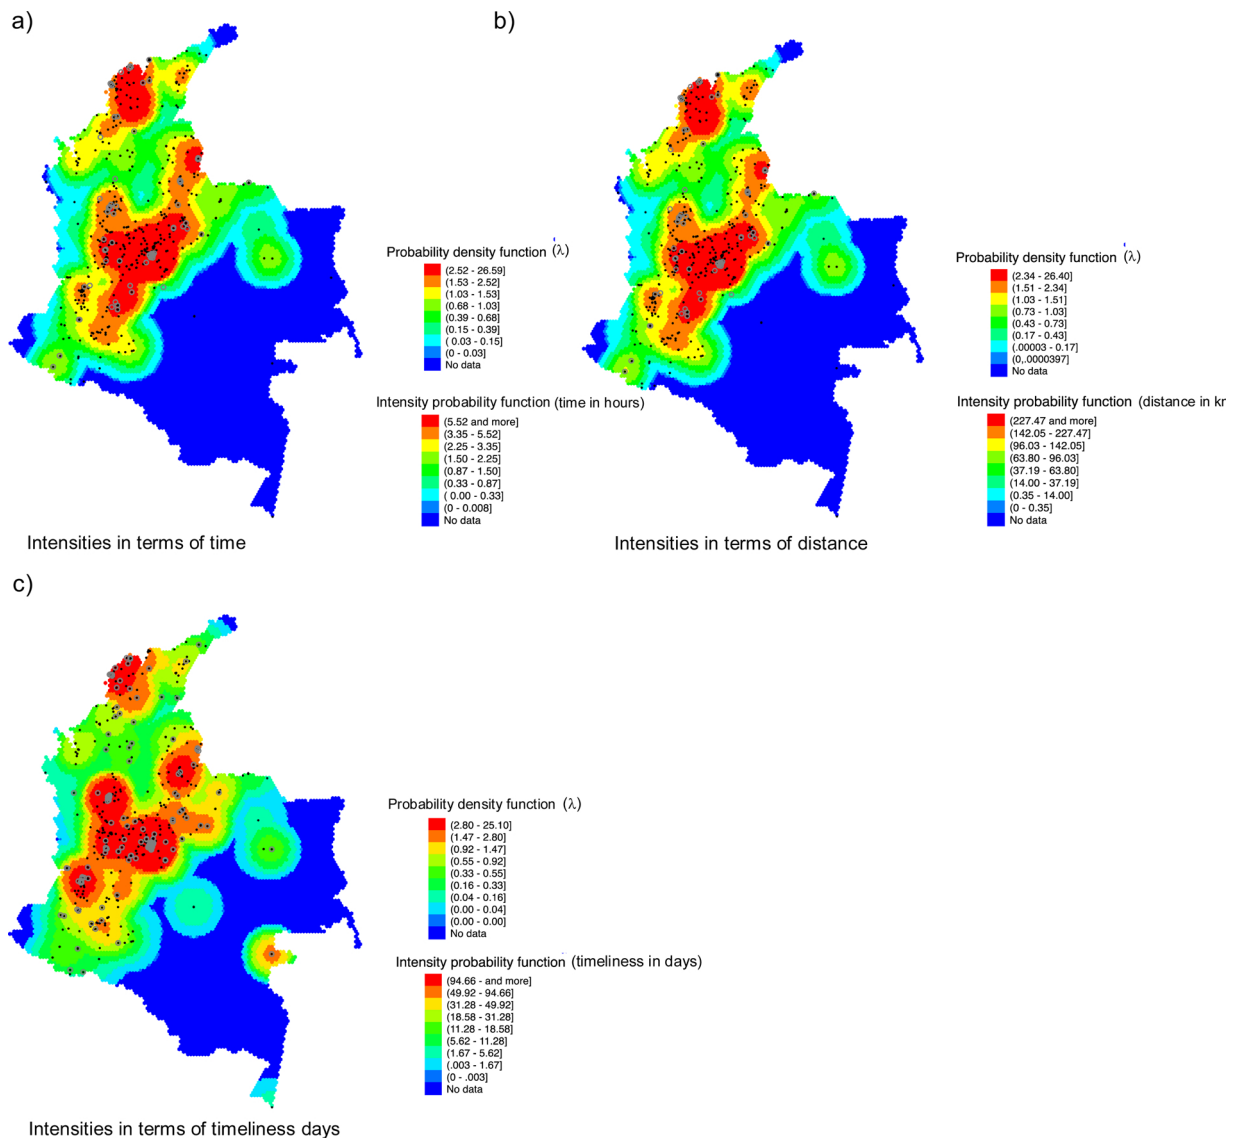 a)
b)
Probability density function (λ)
(2.52 - 26.59]
(1.53 - 2.52]
(1.03 - 1.53]
(0.68 - 1.03]
(0.39 - 0.68]
(0.15 - 0.39]
( 0.03 - 0.15]
(0 - 0.03]
No data
Intensity probability function (time in hours)
(5.52 and more]
(3.35 - 5.52]
(2.25 - 3.35]
(1.50 - 2.25]
(0.87 - 1.50]
(0.33 - 0.87]
( 0.00 - 0.33]
(0 - 0.008]
No data
Intensities in terms of time
Probability density function (λ)
(2.34 - 26.40]
(1.51 - 2.34]
(1.03 - 1.51]
(0.73 - 1.03]
(0.43 - 0.73]
(0.17 - 0.43]
(.00003 - 0.17]
(0,.0000397]
No data
Intensity probability function (distance in kr
(227.47 and more]
(142.05 - 227.47]
(96.03 - 142.05]
(63.80 - 96.03]
(37.19 - 63.80]
(14.00 - 37.19]
(0.35 - 14.00]
(0 - 0.35]
No data
Intensities in terms of distance
c)
Probability density function (λ)
(2.80 - 25.10]
(1.47 - 2.80]
(0.92 - 1.47]
(0.55 - 0.92]
(0.33 - 0.55]
(0.16 - 0.33]
(0.04 - 0.16]
(0.00 - 0.04]
(0.00 - 0.00]
No data
Intensity probability function (timeliness in days)
(94.66 - and more]
(49.92 - 94.66]
(31.28 - 49.92]
(18.58 - 31.28]
(11.28 - 18.58]
(5.62 - 11.28]
(1.67 - 5.62]
(.003 - 1.67]
(0 - .003]
No data
Intensities in terms of timeliness days